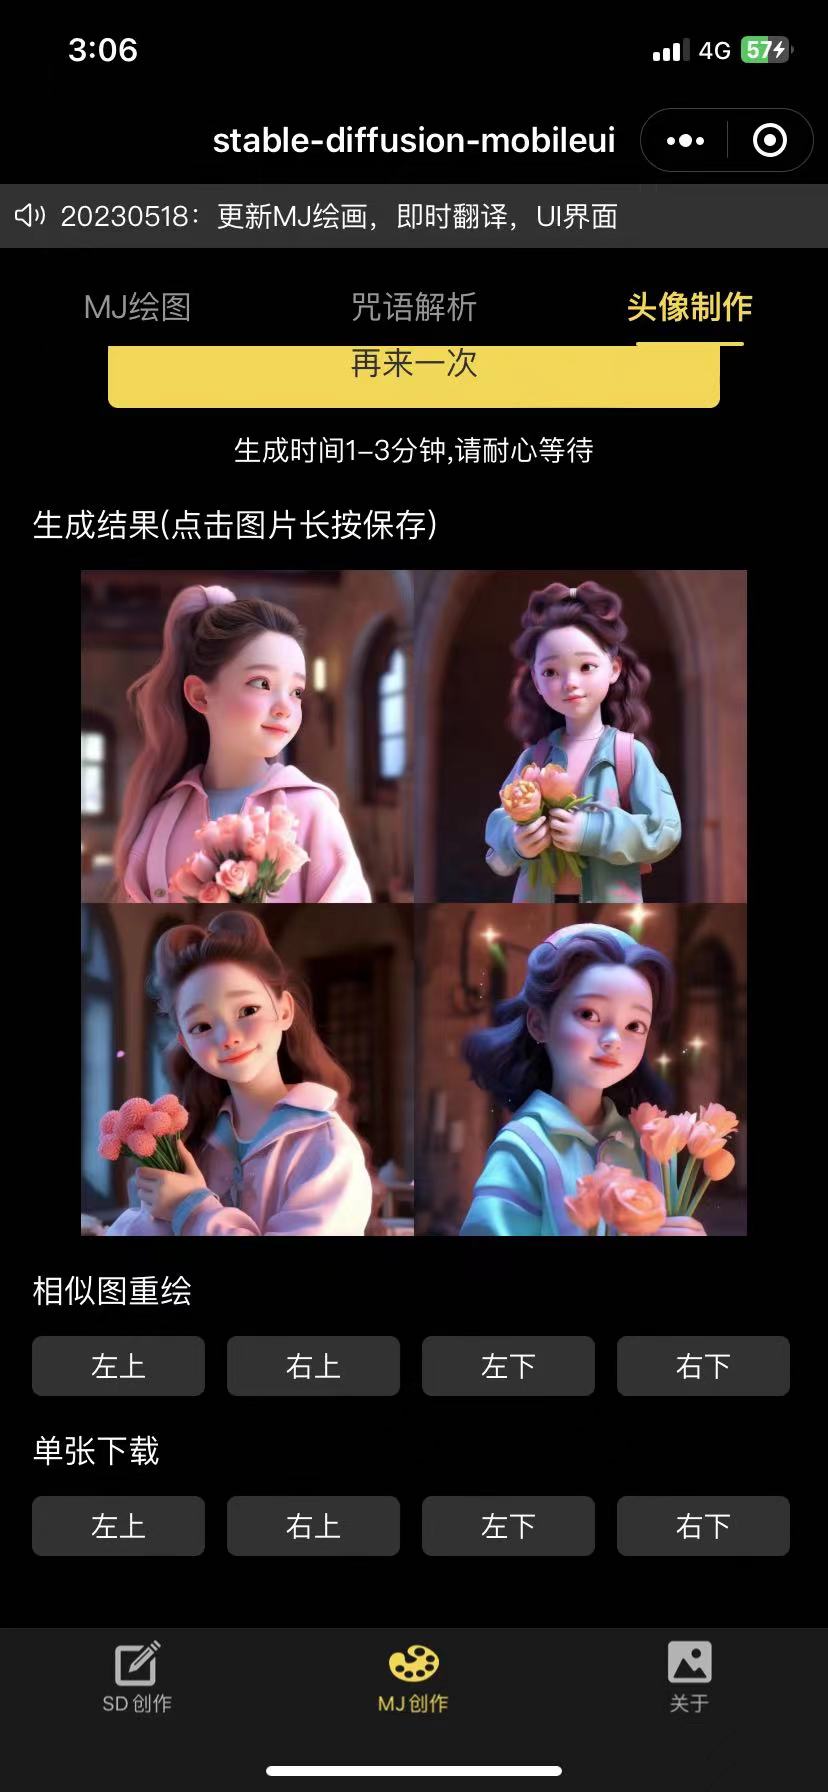 3:06
4G 57
stable-diffusion-mobileui
20230518：更新MJ绘画，即时翻译，UI界面
MJ绘图 咒语解析 头像制作
再来一次
生成时间1-3分钟,请耐心等待
生成结果(点击图片长按保存)
相似图重绘
左上 右上 左下 右下
单张下载
左上 右上 左下 右下
SD 创作 MJ 创作 关于